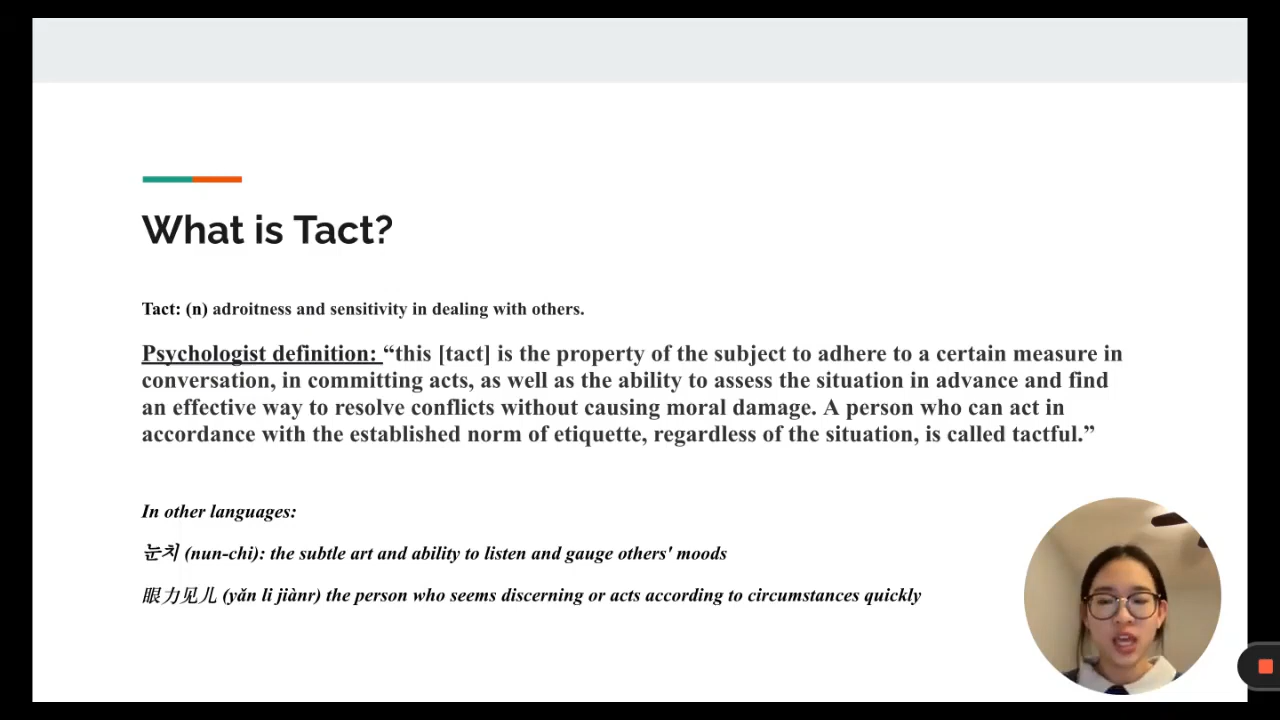 What is Tact?
Tact: (n) adroitness and sensitivity in dealing with others.
Psychologist definition: “this [tact] is the property of the subject to adhere to a certain measure in
conversation, in committing acts, as well as the ability to assess the situation in advance and find
an effective way to resolve conflicts without causing moral damage. A person who can act in
accordance with the established norm of etiquette, regardless of the situation, is called tactful.”
In other languages:
눈치 (nun-chi): the subtle art and ability to listen and gauge others' moods
眼力见儿 (yǎn li jiànr) the person who seems discerning or acts according to circumstances quickly